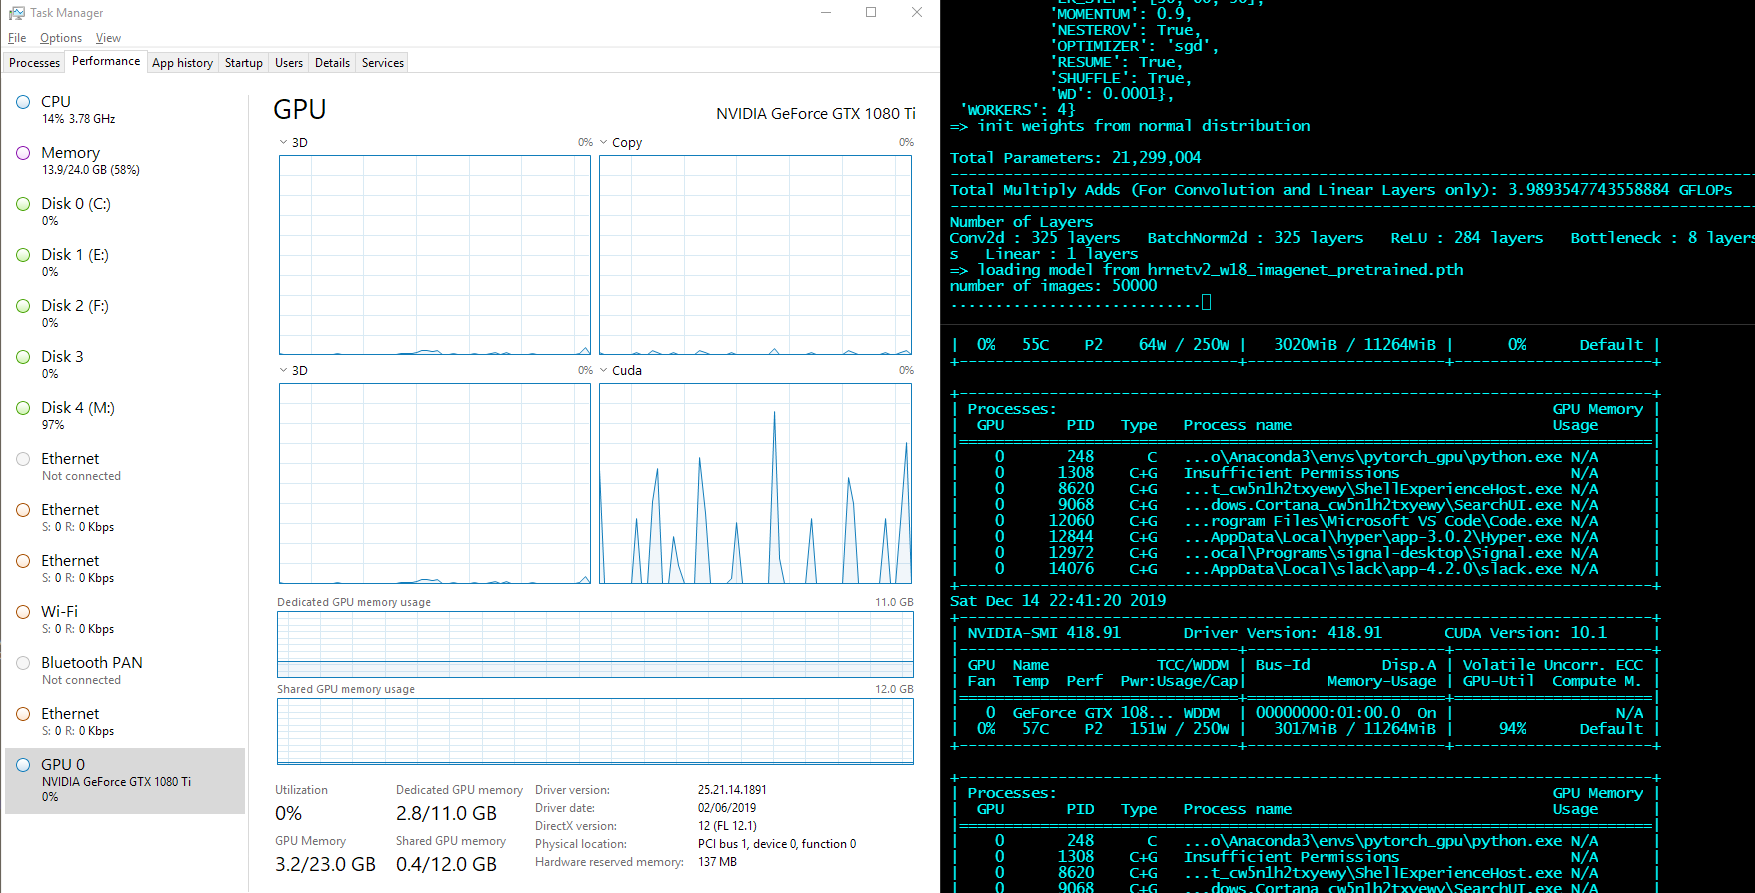 Task Manager
File Options View
Processes Performance App history Startup Users Details Services
CPU
14% 3.78 GHz
Memory
13.9/24.0 GB (58%)
Disk 0 (C:)
0%
Disk 1 (E:)
0%
Disk 2 (F:)
0%
Disk 3
0%
Disk 4 (M:)
97%
Ethernet
Not connected
Ethernet
S: 0 R: 0 Kbps
Ethernet
S: 0 R: 0 Kbps
Wi-Fi
S: 0 R: 0 Kbps
Bluetooth PAN
Not connected
Ethernet
S: 0 R: 0 Kbps
GPU 0
NVIDIA GeForce GTX 1080 Ti
0%
GPU NVIDIA GeForce GTX 1080 Ti
3D 0% Copy 0%
3D 0% Cuda 0%
Dedicated GPU memory usage 11.0 GB
Shared GPU memory usage 12.0 GB
Utilization
0%
Dedicated GPU memory
2.8/11.0 GB
GPU Memory
3.2/23.0 GB
Shared GPU memory
0.4/12.0 GB
Driver version: 25.21.14.1891
Driver date: 02/06/2019
DirectX version: 12 (FL 12.1)
Physical location: PCI bus 1, device 0, function 0
Hardware reserved memory: 137 MB
'MOMENTUM': 0.9,
'NESTEROV': True,
'OPTIMIZER': 'sgd',
'RESUME': True,
'SHUFFLE': True,
'WD': 0.0001},
'WORKERS': 4}
=> init weights from normal distribution
Total Parameters: 21,299,004
--------------------------------------------------------------------------------
Total Multiply Adds (For Convolution and Linear Layers only): 3.9893547743558884 GFLOPs
--------------------------------------------------------------------------------
Number of Layers
Conv2d : 325 layers BatchNorm2d : 325 layers ReLU : 284 layers Bottleneck : 8 layer
s Linear : 1 layers
=> loading model from hrnetv2_w18_imagenet_pretrained.pth
number of images: 50000
............................
| 0% 55C P2 64W / 250W | 3020MiB / 11264MiB | 0% Default |
+-------------------------------+----------------------+----------------------+
+-----------------------------------------------------------------------------+
| Processes: GPU Memory |
| GPU PID Type Process name Usage |
|=============================================================================|
| 0 248 C ...o\Anaconda3\envs\pytorch_gpu\python.exe N/A |
| 0 1308 C+G Insufficient Permissions N/A |
| 0 8620 C+G ...t_cw5n1h2txyewy\ShellExperienceHost.exe N/A |
| 0 9068 C+G ...dows.Cortana_cw5n1h2txyewy\SearchUI.exe N/A |
| 0 12060 C+G ...rogram Files\Microsoft VS Code\Code.exe N/A |
| 0 12844 C+G ...AppData\Local\hyper\app-3.0.2\Hyper.exe N/A |
| 0 12972 C+G ...ocal\Programs\signal-desktop\Signal.exe N/A |
| 0 14076 C+G ...AppData\Local\slack\app-4.2.0\slack.exe N/A |
+-----------------------------------------------------------------------------+
Sat Dec 14 22:41:20 2019
+-----------------------------------------------------------------------------+
| NVIDIA-SMI 418.91 Driver Version: 418.91 CUDA Version: 10.1 |
|-------------------------------+----------------------+----------------------+
| GPU Name TCC/WDDM | Bus-Id Disp.A | Volatile Uncorr. ECC |
| Fan Temp Perf Pwr:Usage/Cap| Memory-Usage | GPU-Util Compute M. |
|===============================+======================+======================|
| 0 GeForce GTX 108... WDDM | 00000000:01:00.0 On | N/A |
| 0% 57C P2 151W / 250W | 3017MiB / 11264MiB | 94% Default |
+-------------------------------+----------------------+----------------------+
+-----------------------------------------------------------------------------+
| Processes: GPU Memory |
| GPU PID Type Process name Usage |
|=============================================================================|
| 0 248 C ...o\Anaconda3\envs\pytorch_gpu\python.exe N/A |
| 0 1308 C+G Insufficient Permissions N/A |
| 0 8620 C+G ...t_cw5n1h2txyewy\ShellExperienceHost.exe N/A |
| 0 9068 C+G ...dows.Cortana_cw5n1h2txyewy\SearchUI.exe N/A |